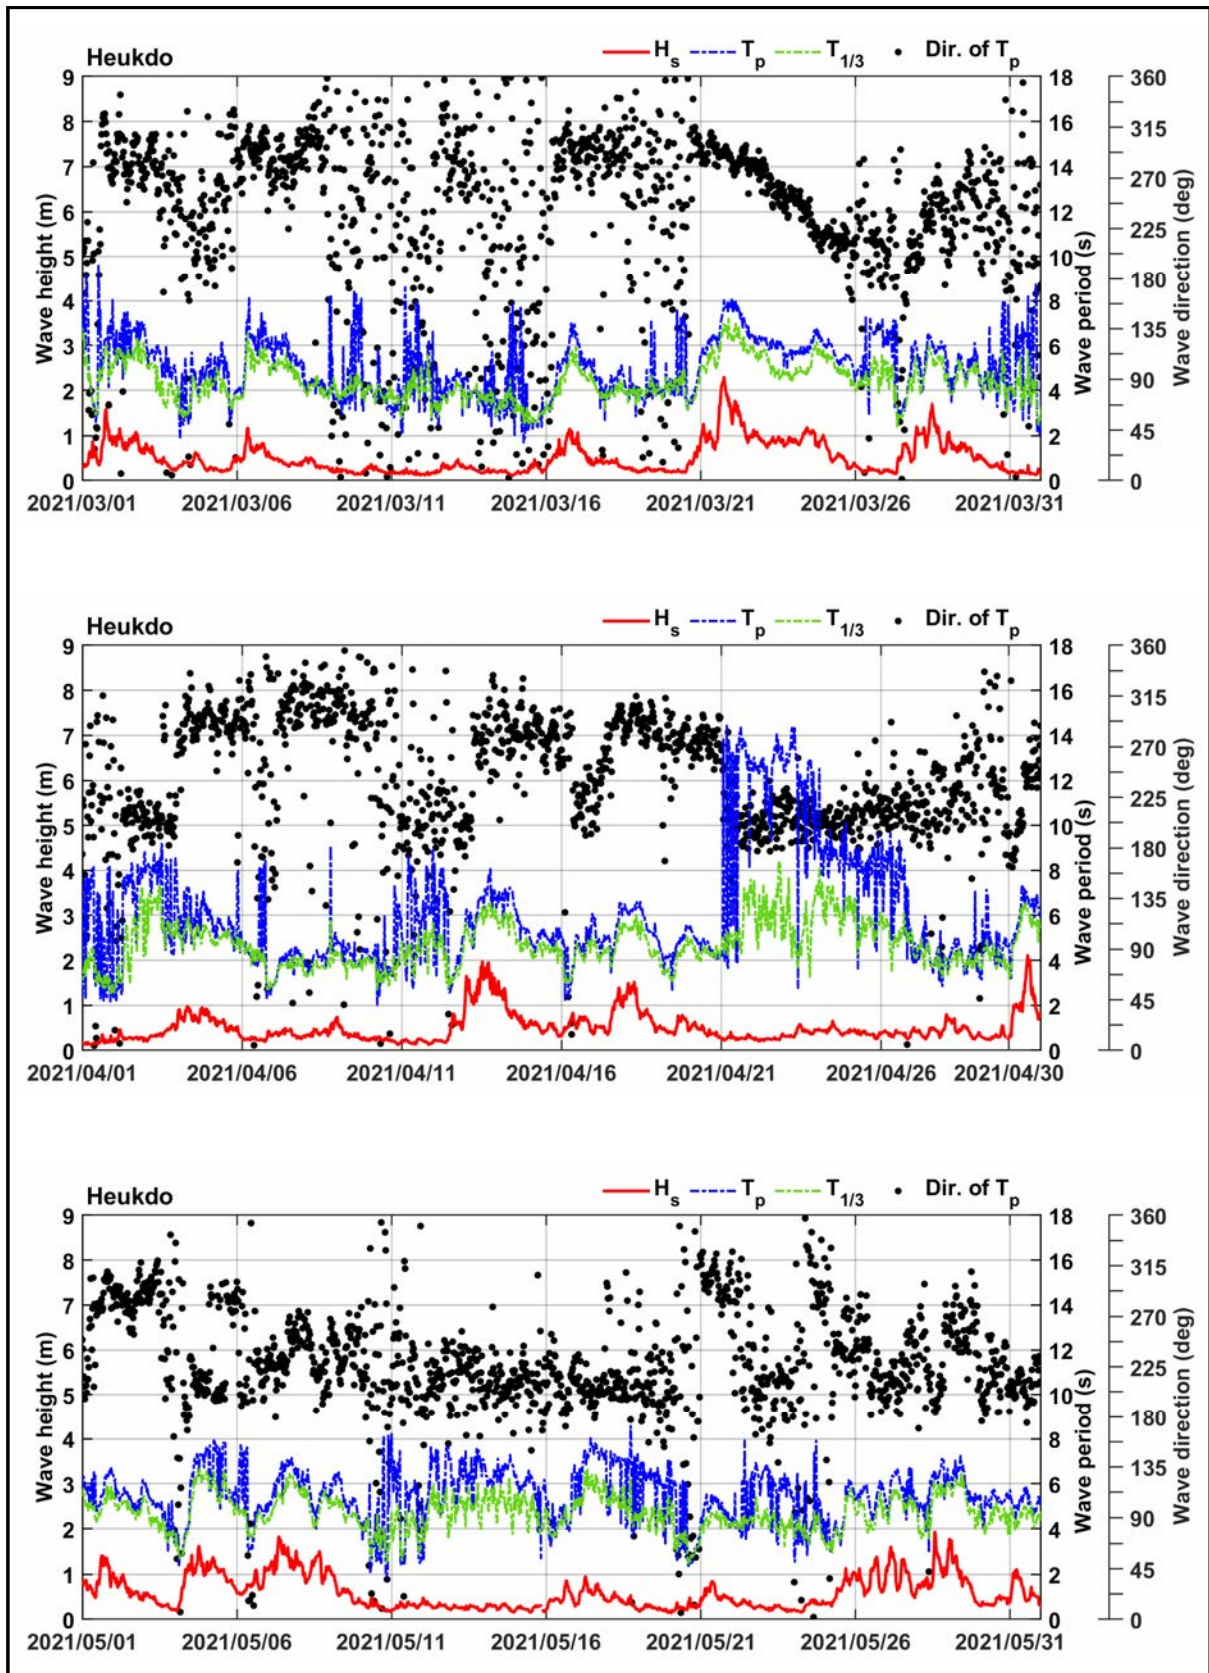 Heukdo
Hs Tp T1/3 Dir. of Tp
9 18 360
8 16 315
7 14 270
6 12 225
5 10 180
4 8 135
3 6 90
2 4 45
1 2
0 0 0
Wave height (m)
Wave period (s)
Wave direction (deg)
2021/03/01 2021/03/06 2021/03/11 2021/03/16 2021/03/21 2021/03/26 2021/03/31
Heukdo
Hs Tp T1/3 Dir. of Tp
9 18 360
8 16 315
7 14 270
6 12 225
5 10 180
4 8 135
3 6 90
2 4 45
1 2
0 0 0
Wave height (m)
Wave period (s)
Wave direction (deg)
2021/04/01 2021/04/06 2021/04/11 2021/04/16 2021/04/21 2021/04/26 2021/04/30
Heukdo
Hs Tp T1/3 Dir. of Tp
9 18 360
8 16 315
7 14 270
6 12 225
5 10 180
4 8 135
3 6 90
2 4 45
1 2
0 0 0
Wave height (m)
Wave period (s)
Wave direction (deg)
2021/05/01 2021/05/06 2021/05/11 2021/05/16 2021/05/21 2021/05/26 2021/05/31